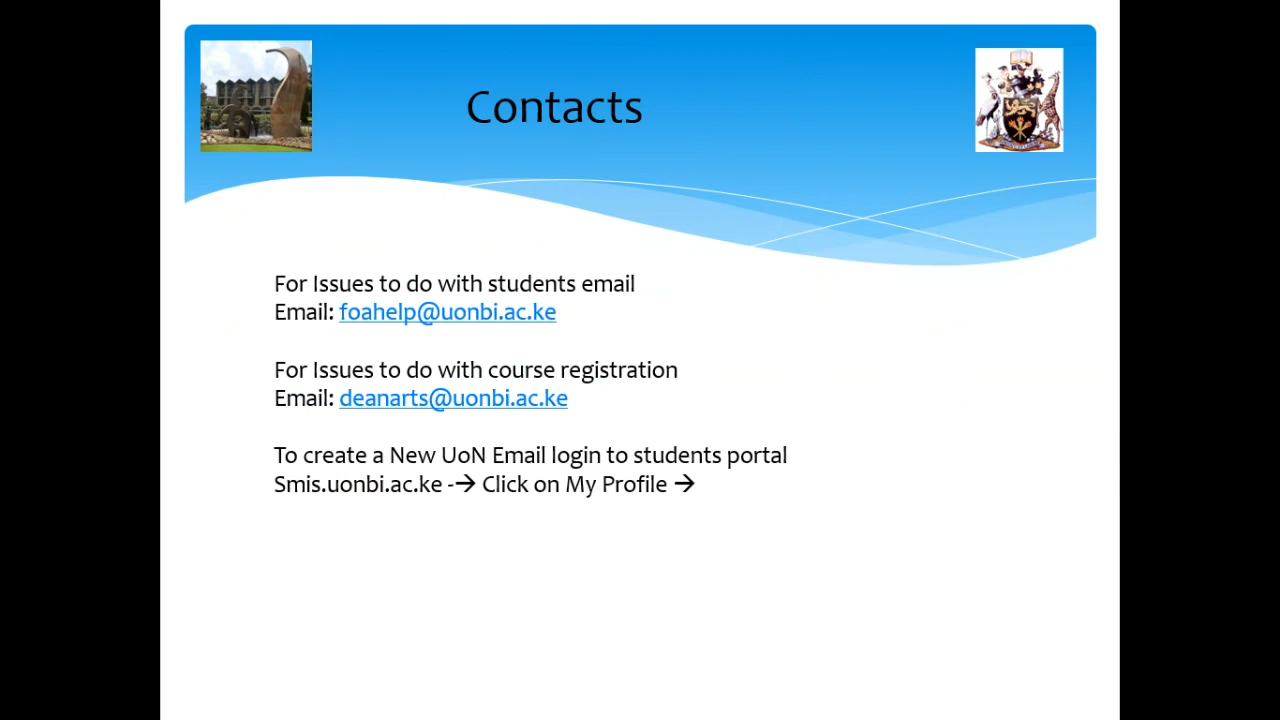 Contacts
For Issues to do with students email
Email: foahelp@uonbi.ac.ke
For Issues to do with course registration
Email: deanarts@uonbi.ac.ke
To create a New UoN Email login to students portal
Smis.uonbi.ac.ke -→ Click on My Profile →